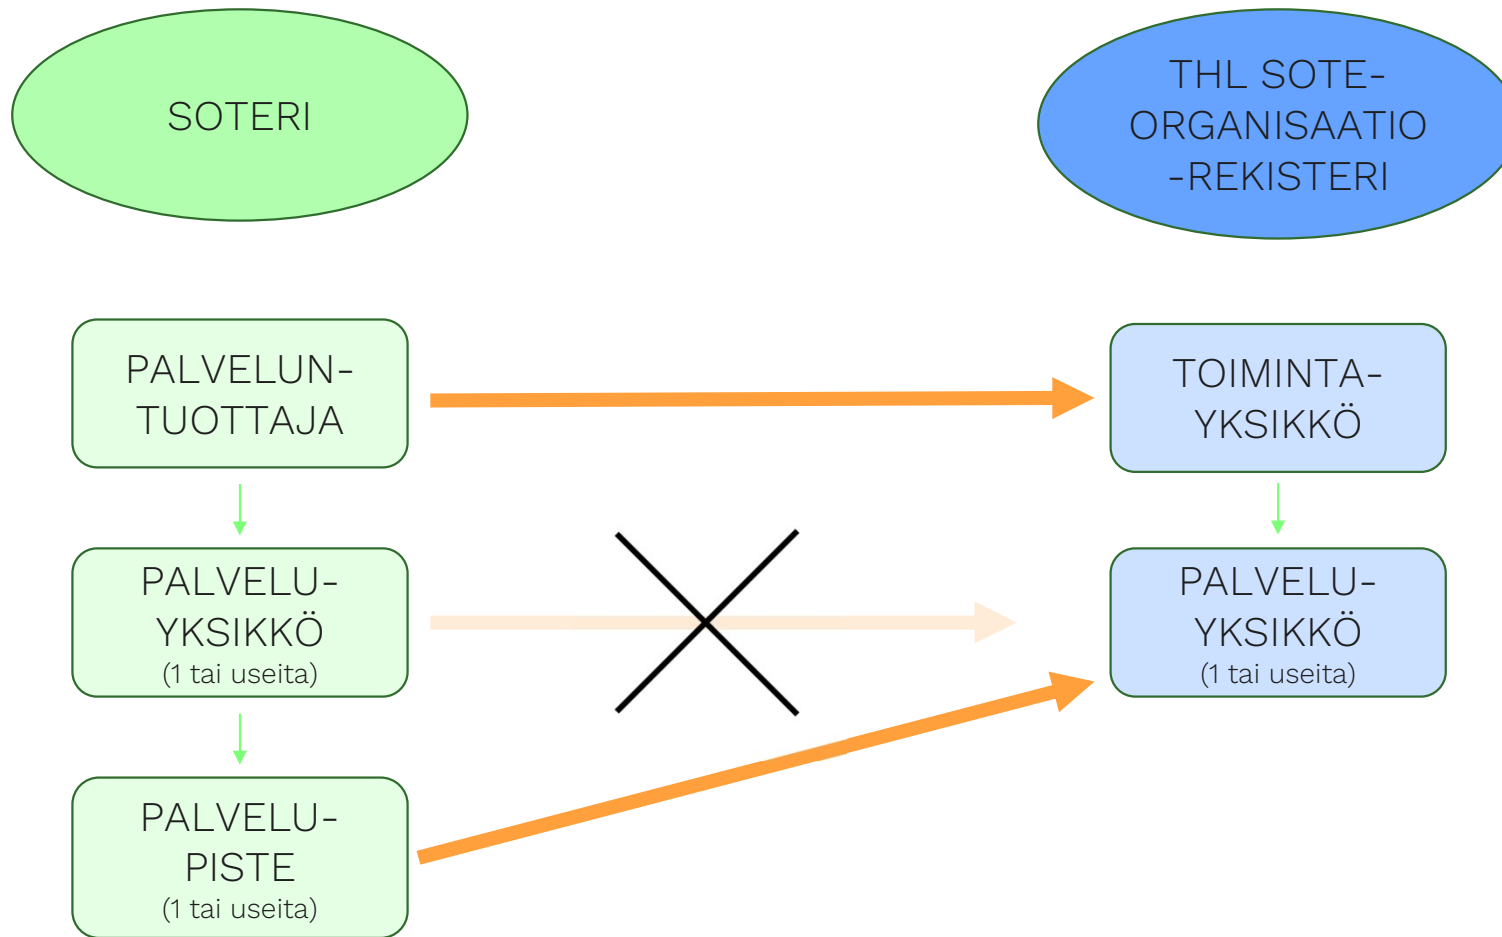 SOTERI
THL SOTE-
ORGANISAATIO
-REKISTERI
PALVELUN-
TUOTTAJA
TOIMINTA-
YKSIKKÖ
PALVELU-
YKSIKKÖ
(1 tai useita)
PALVELU-
YKSIKKÖ
(1 tai useita)
PALVELU-
PISTE
(1 tai useita)